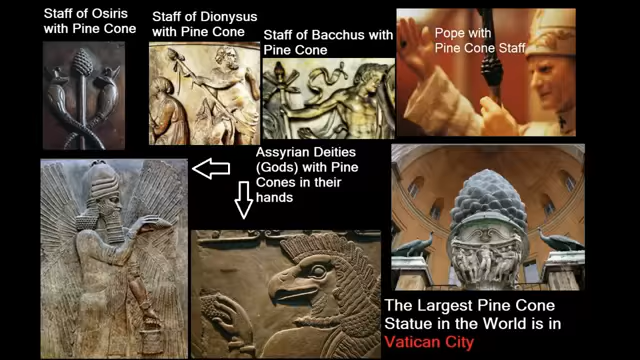 Staff of Osiris
with Pine Cone
Staff of Dionysus
with Pine Cone
Staff of Bacchus with
Pine Cone
Pope with
Pine Cone Staff
Assyrian Deities
(Gods) with Pine
Cones in their
hands
The Largest Pine Cone
Statue in the World is in
Vatican City